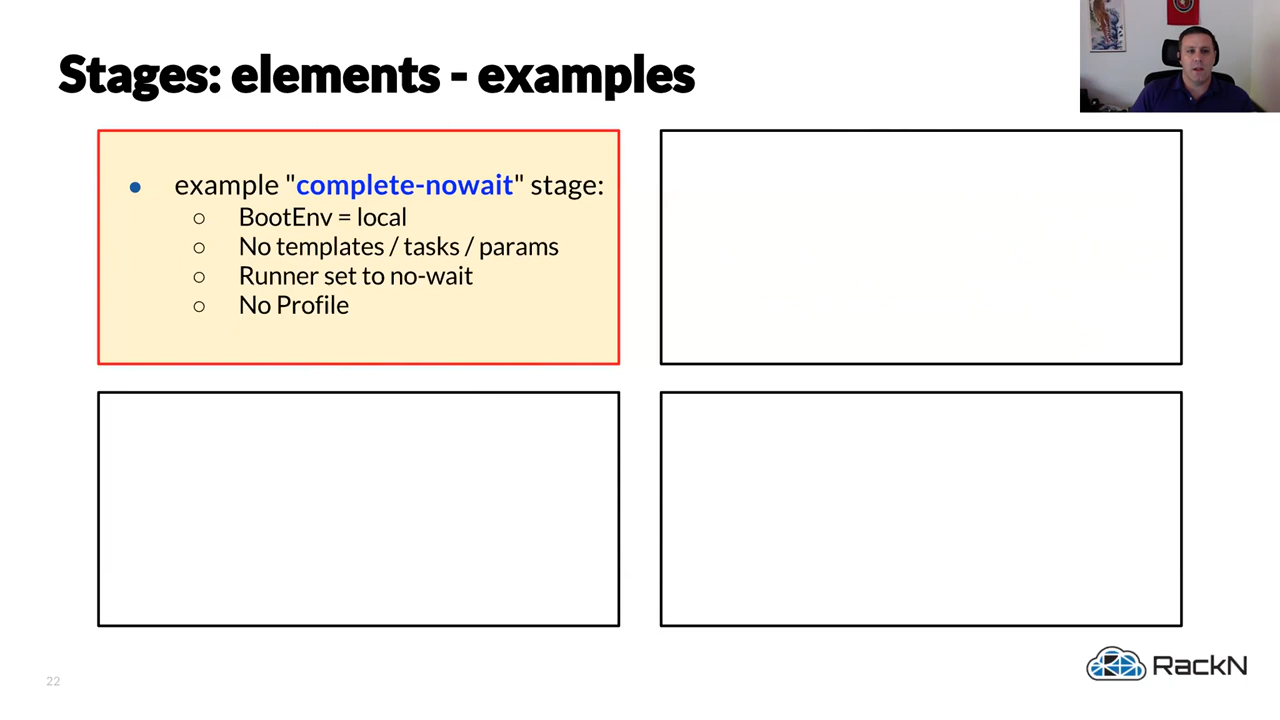 Stages: elements - examples
● example "complete-nowait" stage:
○ BootEnv = local
○ No templates / tasks / params
○ Runner set to no-wait
○ No Profile
22
RackN